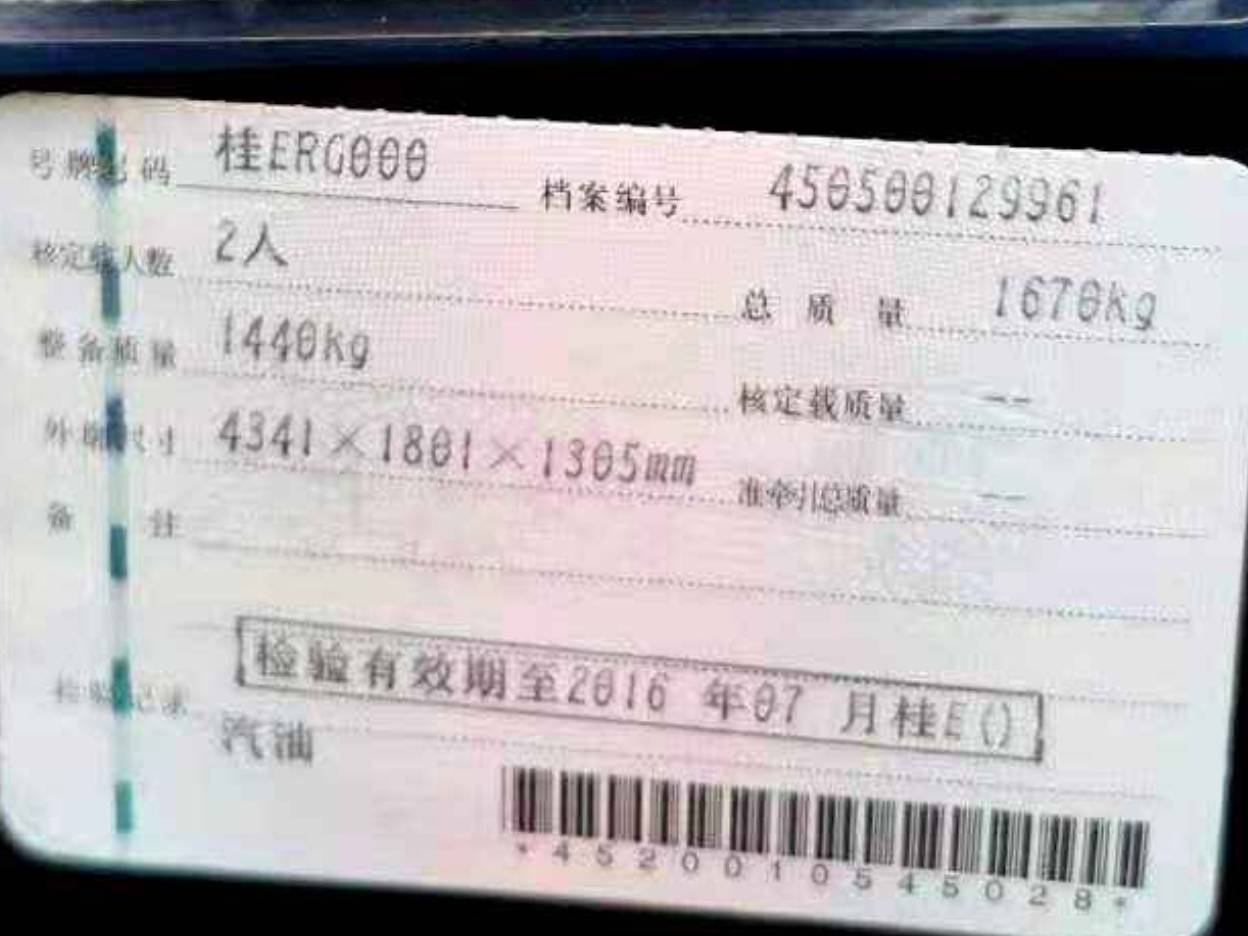 号牌号码 桂ERG000 档案编号 450500129961
核定载人数 2人 总质量 1670kg
整备质量 1440kg 核定载质量 --
外廓尺寸 4341×1801×1305mm 准牵引总质量 --
备注
检验记录 检验有效期至2016 年07 月桂E()
汽油
*4520010545028*